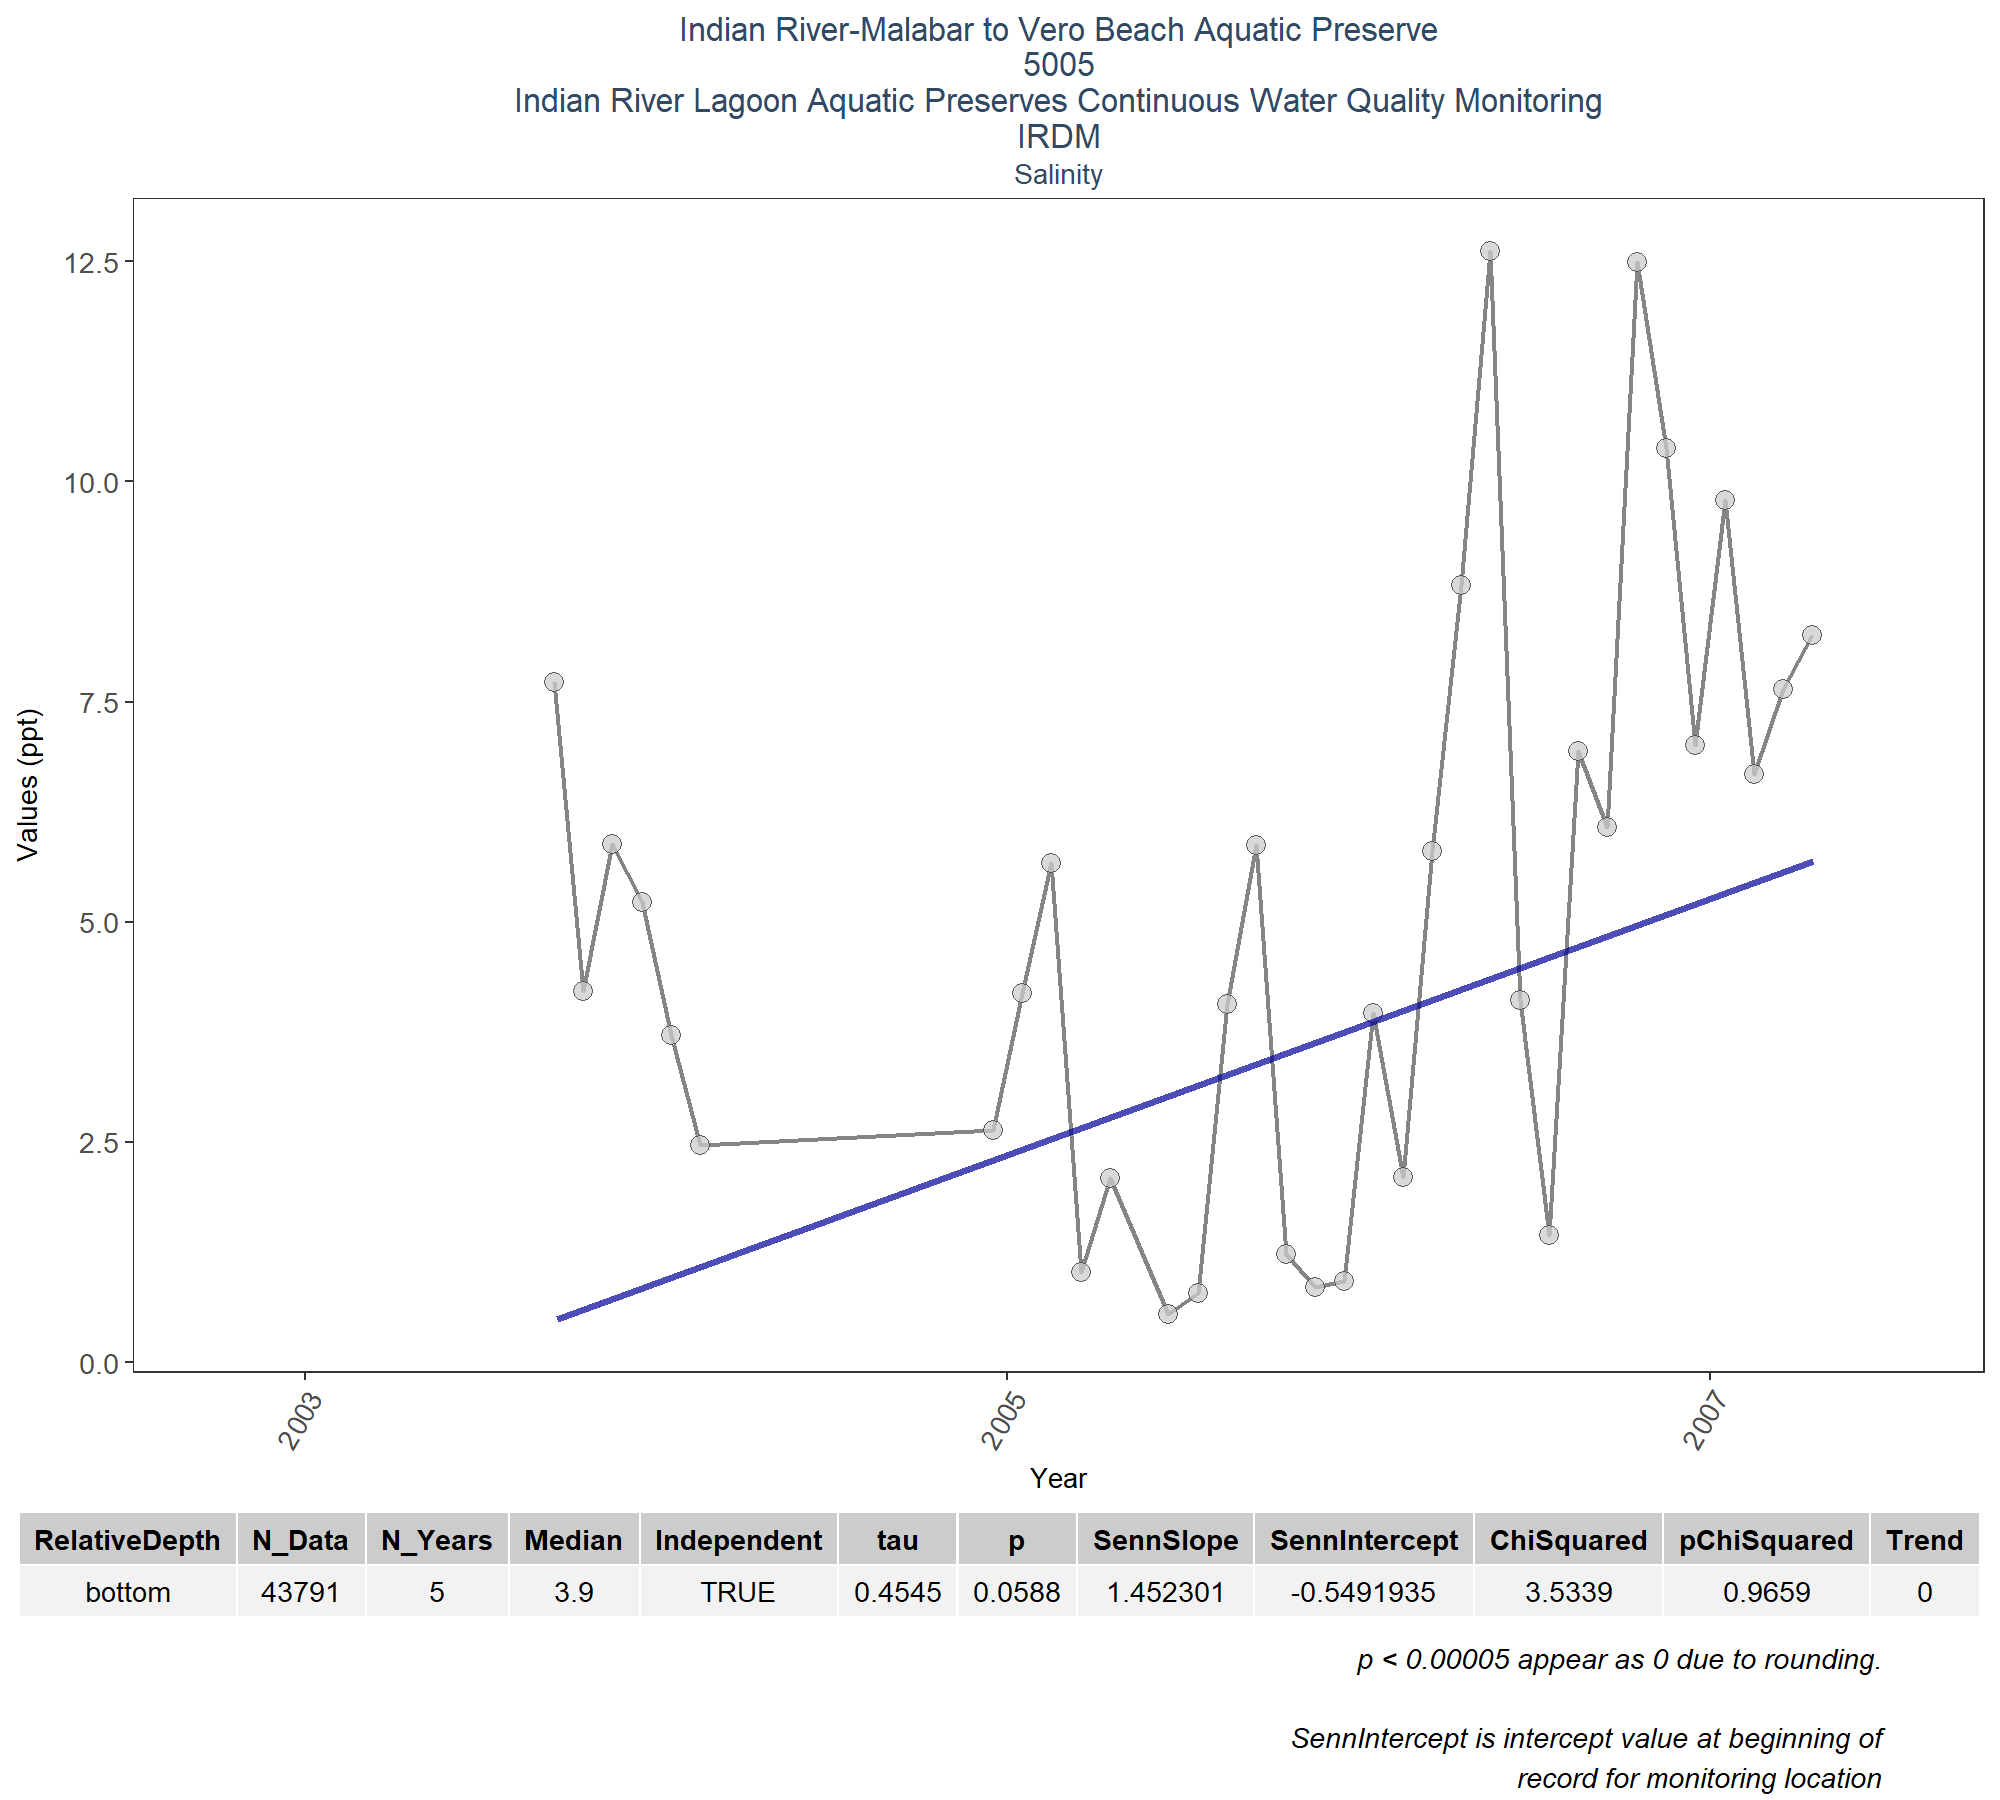 Indian River-Malabar to Vero Beach Aquatic Preserve
5005
Indian River Lagoon Aquatic Preserves Continuous Water Quality Monitoring
IRDM
Salinity
12.5
10.0
7.5
5.0
2.5
0.0
Values (ppt)
2003
2005
2007
Year
RelativeDepth N_Data N_Years Median Independent tau p SennSlope SennIntercept ChiSquared pChiSquared Trend
bottom 43791 5 3.9 TRUE 0.4545 0.0588 1.452301 -0.5491935 3.5339 0.9659 0
p < 0.00005 appear as 0 due to rounding.
SennIntercept is intercept value at beginning of
record for monitoring location